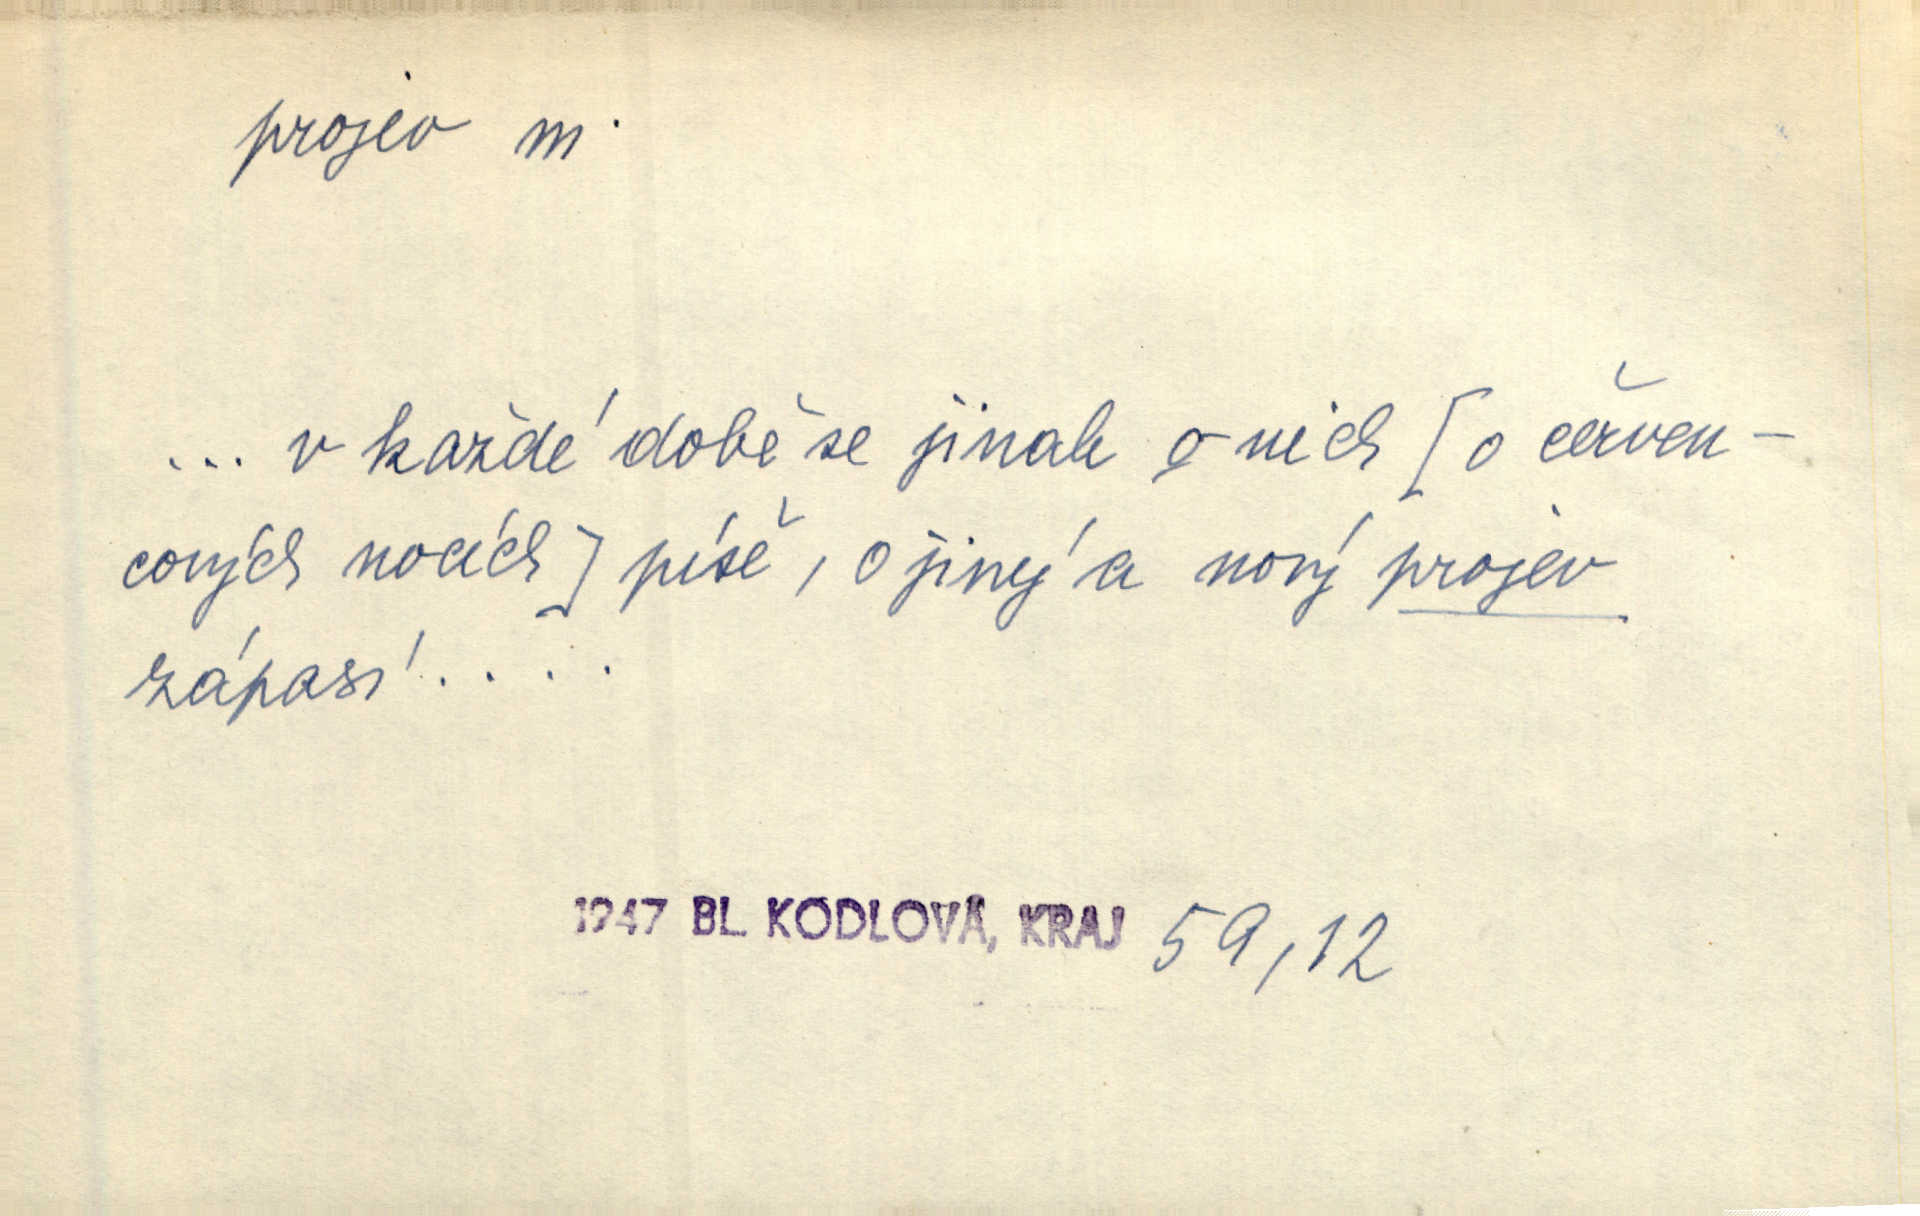 projev m.
... v každé době se jinak o nich [o červen-
cových nocích] píše, o jiný a nový projev
zápasí....
1947 BL. KODLOVÁ, KRAJ 59,12